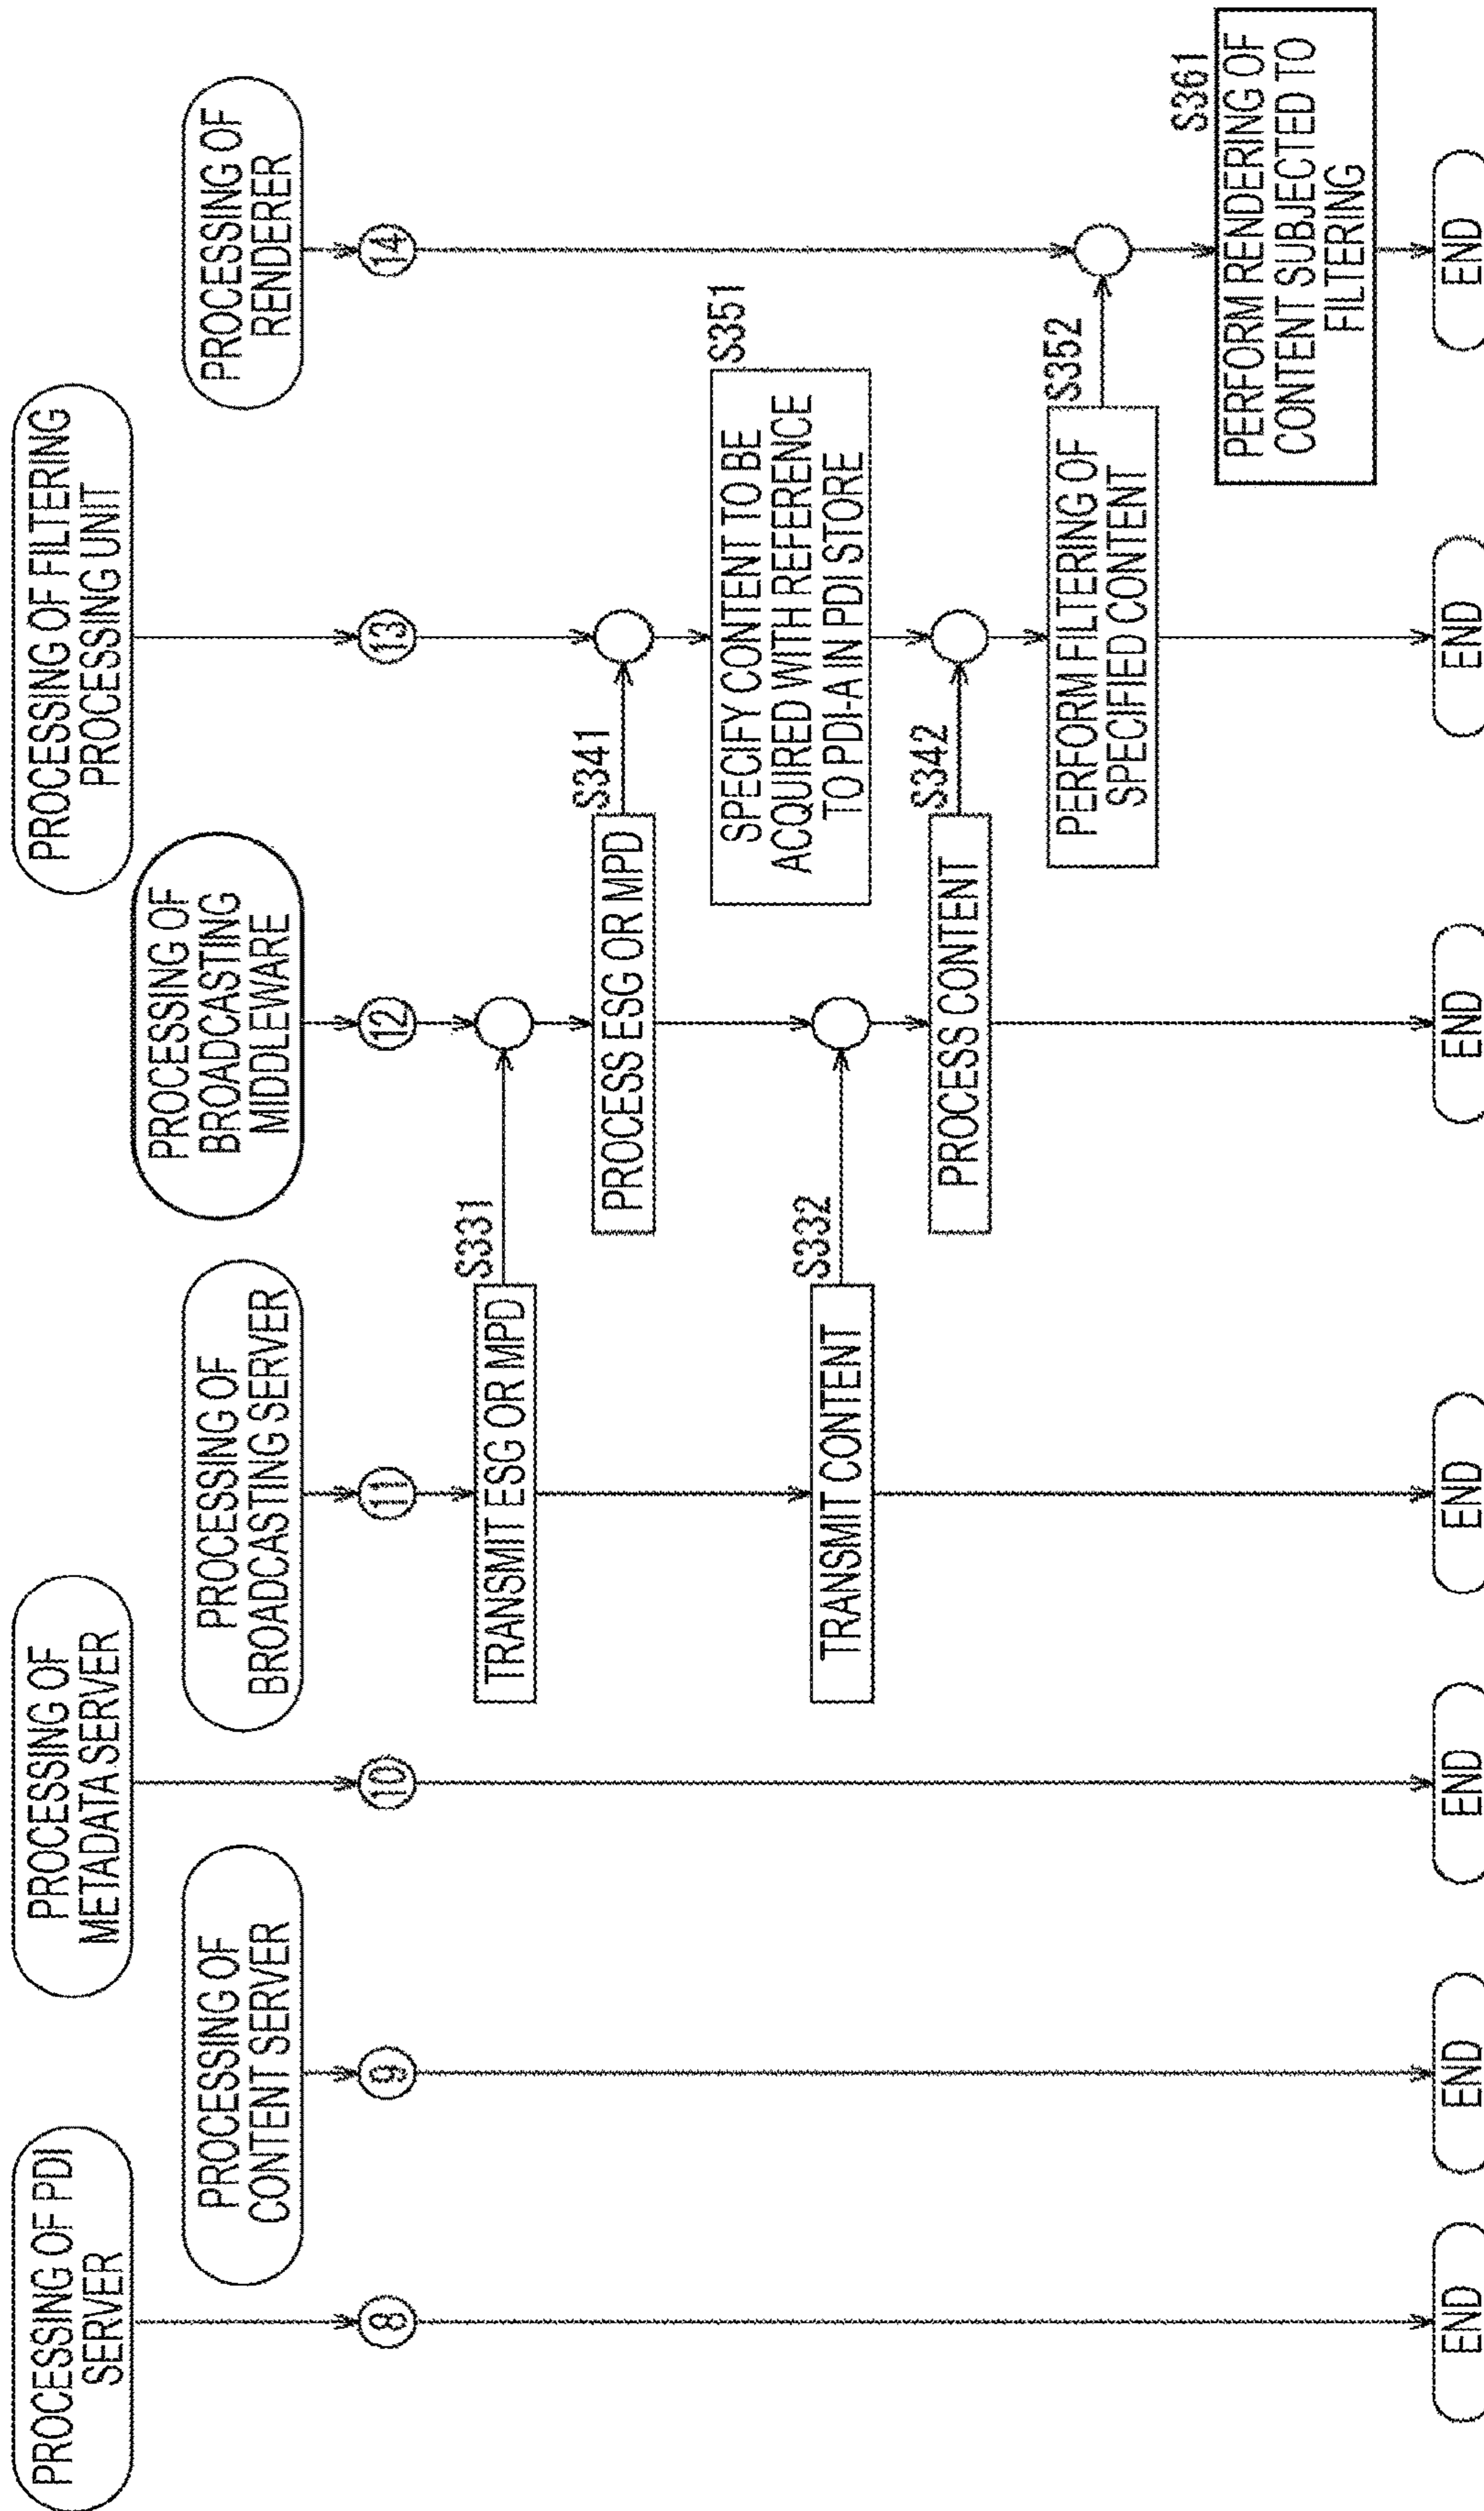 PROCESSING OF PDI
SERVER
PROCESSING OF
CONTENT SERVER
PROCESSING OF
METADATA SERVER
PROCESSING OF
BROADCASTING SERVER
PROCESSING OF
BROADCASTING
MIDDLEWARE
PROCESSING OF FILTERING
PROCESSING UNIT
PROCESSING OF
RENDERER
8
9
10
11
12
13
14
S331
TRANSMIT ESG OR MPD
S341
PROCESS ESG OR MPD
S351
SPECIFY CONTENT TO BE
ACQUIRED WITH REFERENCE
TO PDI-A IN PDI STORE
S332
TRANSMIT CONTENT
S342
PROCESS CONTENT
S352
PERFORM FILTERING OF
SPECIFIED CONTENT
S361
PERFORM RENDERING OF
CONTENT SUBJECTED TO
FILTERING
END
END
END
END
END
END
END